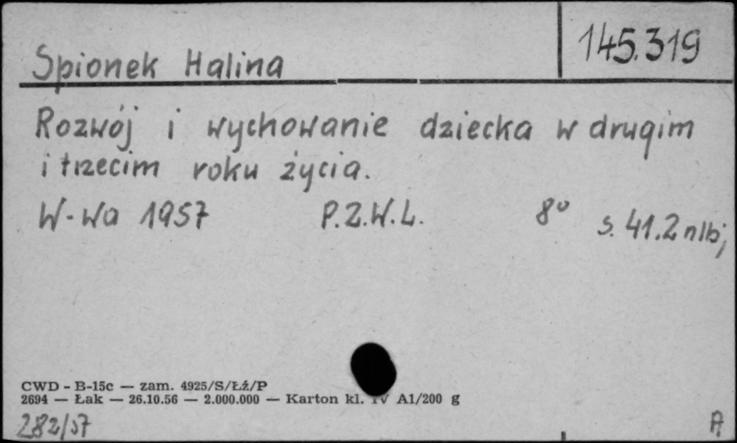 145.319
Spionek Halina
Rozwój i wychowanie dziecka w drugim
i trzecim roku życia.
W-wa 1957 P.Z.W.L. 8° s. 41.2 nlb;
CWD - B-15c — zam. 4925/S/Łź/P
2694 — Łak — 26.10.56 — 2.000.000 — Karton kl. IV A1/200 g
282/57 A